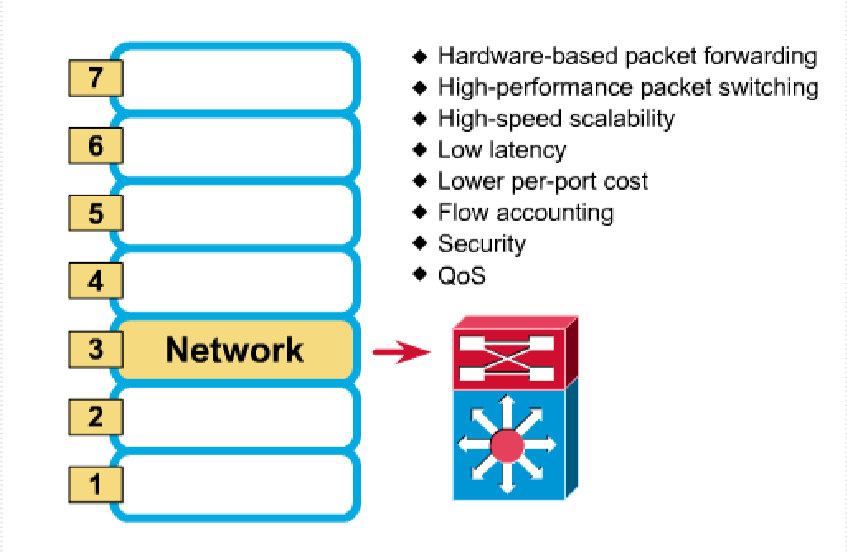 7
6
5
4
3 Network
2
1
◆ Hardware-based packet forwarding
◆ High-performance packet switching
◆ High-speed scalability
◆ Low latency
◆ Lower per-port cost
◆ Flow accounting
◆ Security
◆ QoS